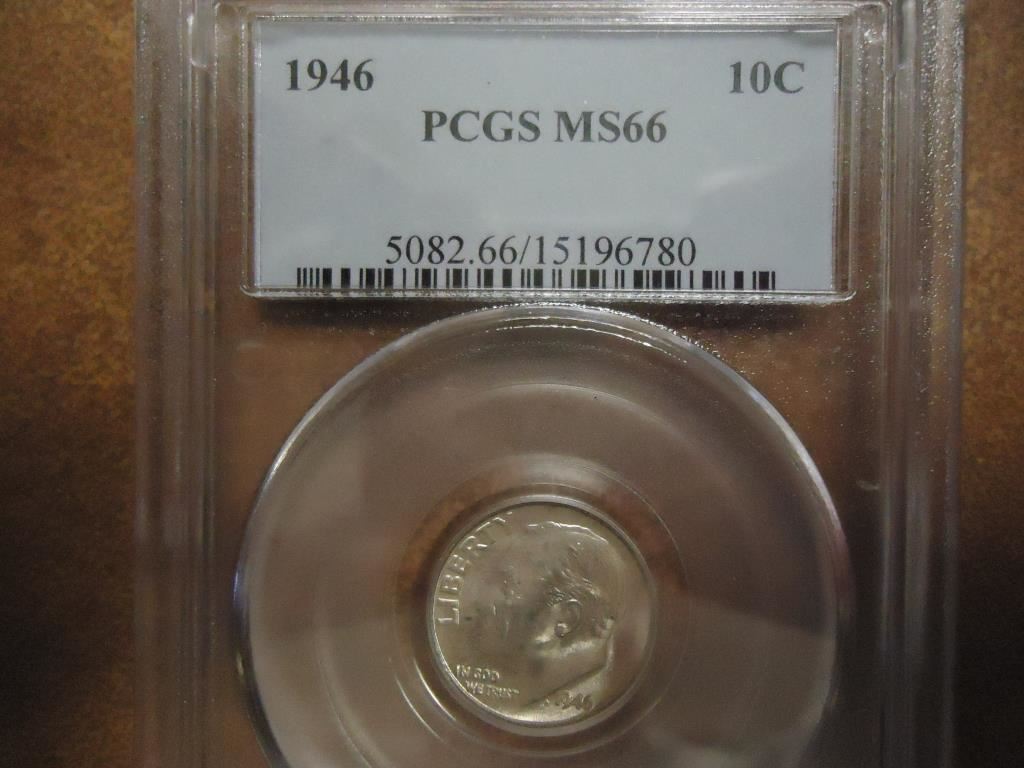 1946 10C
PCGS MS66
5082.66/15196780
LIBERTY
IN GOD
WE TRUST
1946